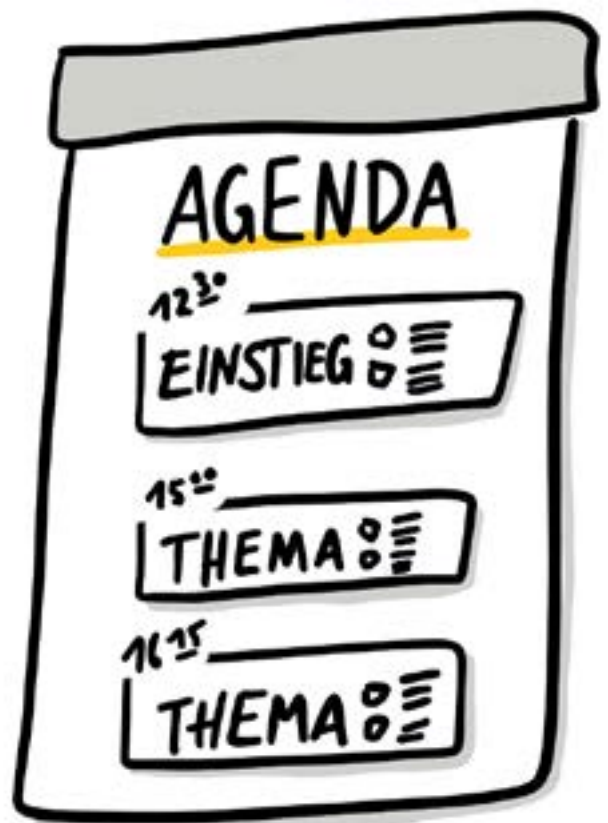 AGENDA
12³⁰
EINSTIEG
15⁰⁰
THEMA
16¹⁵
THEMA